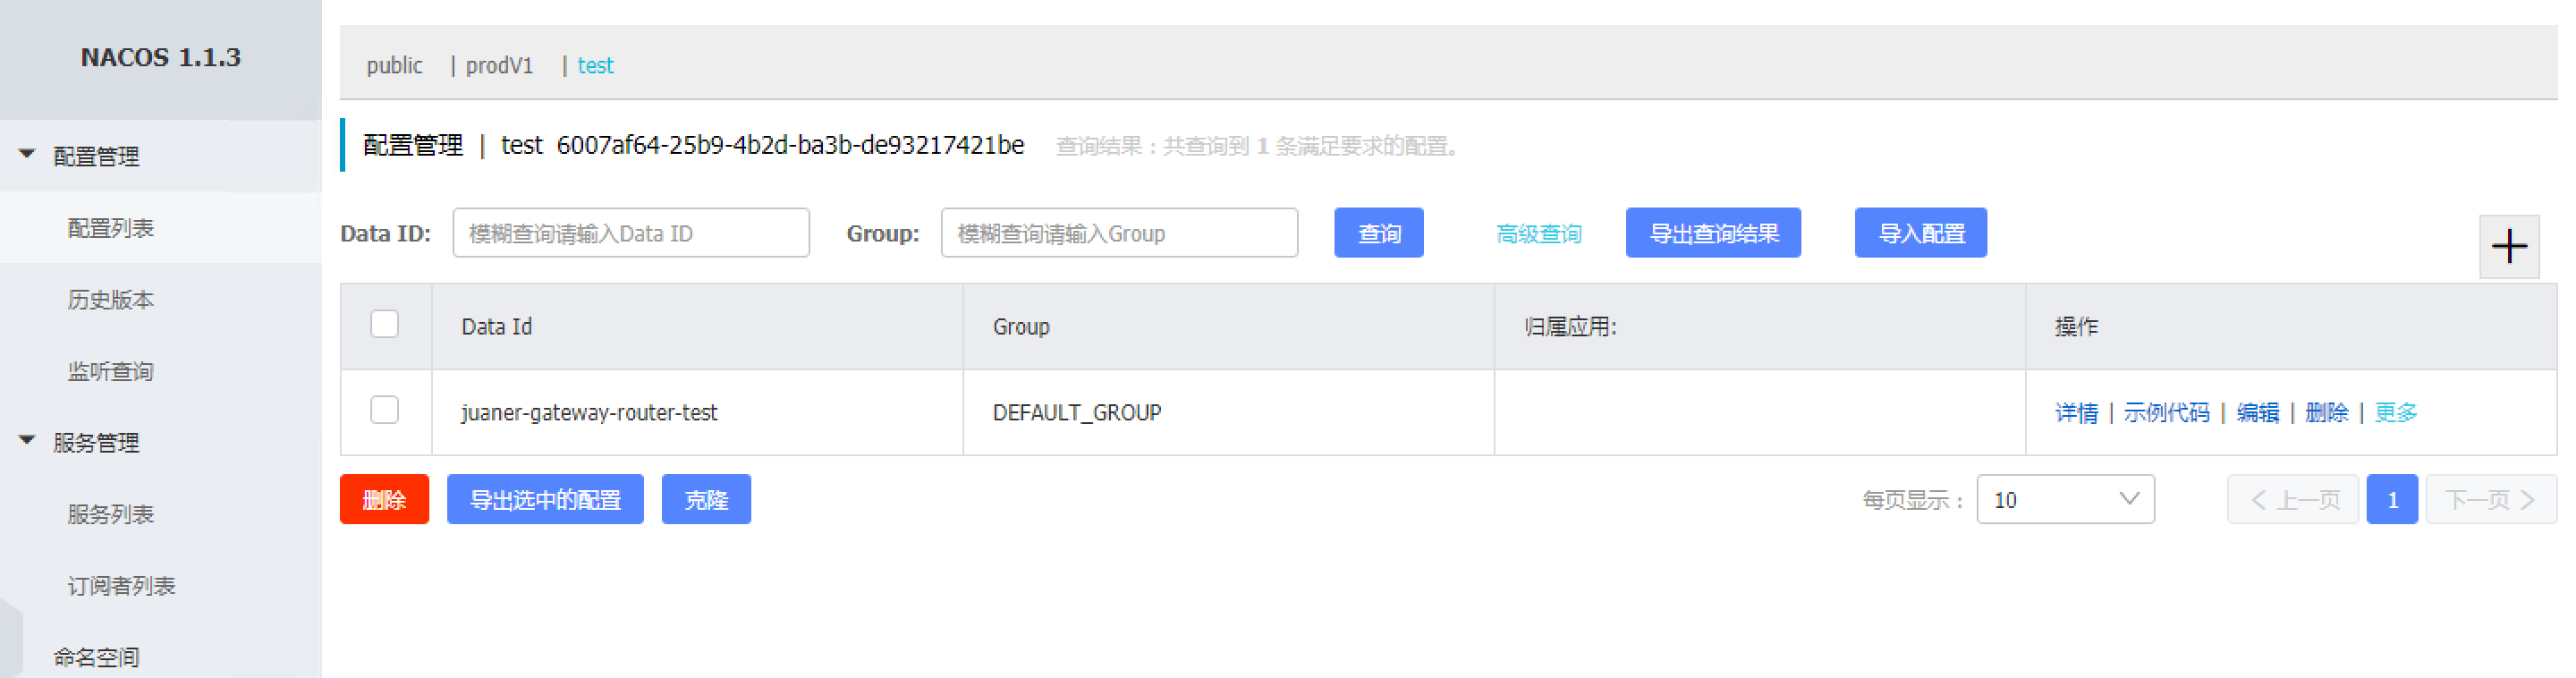 NACOS 1.1.3
配置管理
配置列表
历史版本
监听查询
服务管理
服务列表
订阅者列表
命名空间
public | prodV1 | test
配置管理 | test 6007af64-25b9-4b2d-ba3b-de93217421be 查询结果：共查询到 1 条满足要求的配置。
Data ID: 模糊查询请输入Data ID Group: 模糊查询请输入Group 查询 高级查询 导出查询结果 导入配置
Data Id Group 归属应用: 操作
juaner-gateway-router-test DEFAULT_GROUP 详情 | 示例代码 | 编辑 | 删除 | 更多
删除 导出选中的配置 克隆 每页显示： 10 上一页 1 下一页